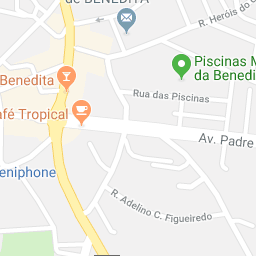 de BENEDITA
R. Heróis do
Piscinas M
da Benedi
Benedita
Rua das Piscinas
afé Tropical
Av. Padre
eniphone
R. Adelino C. Figueiredo